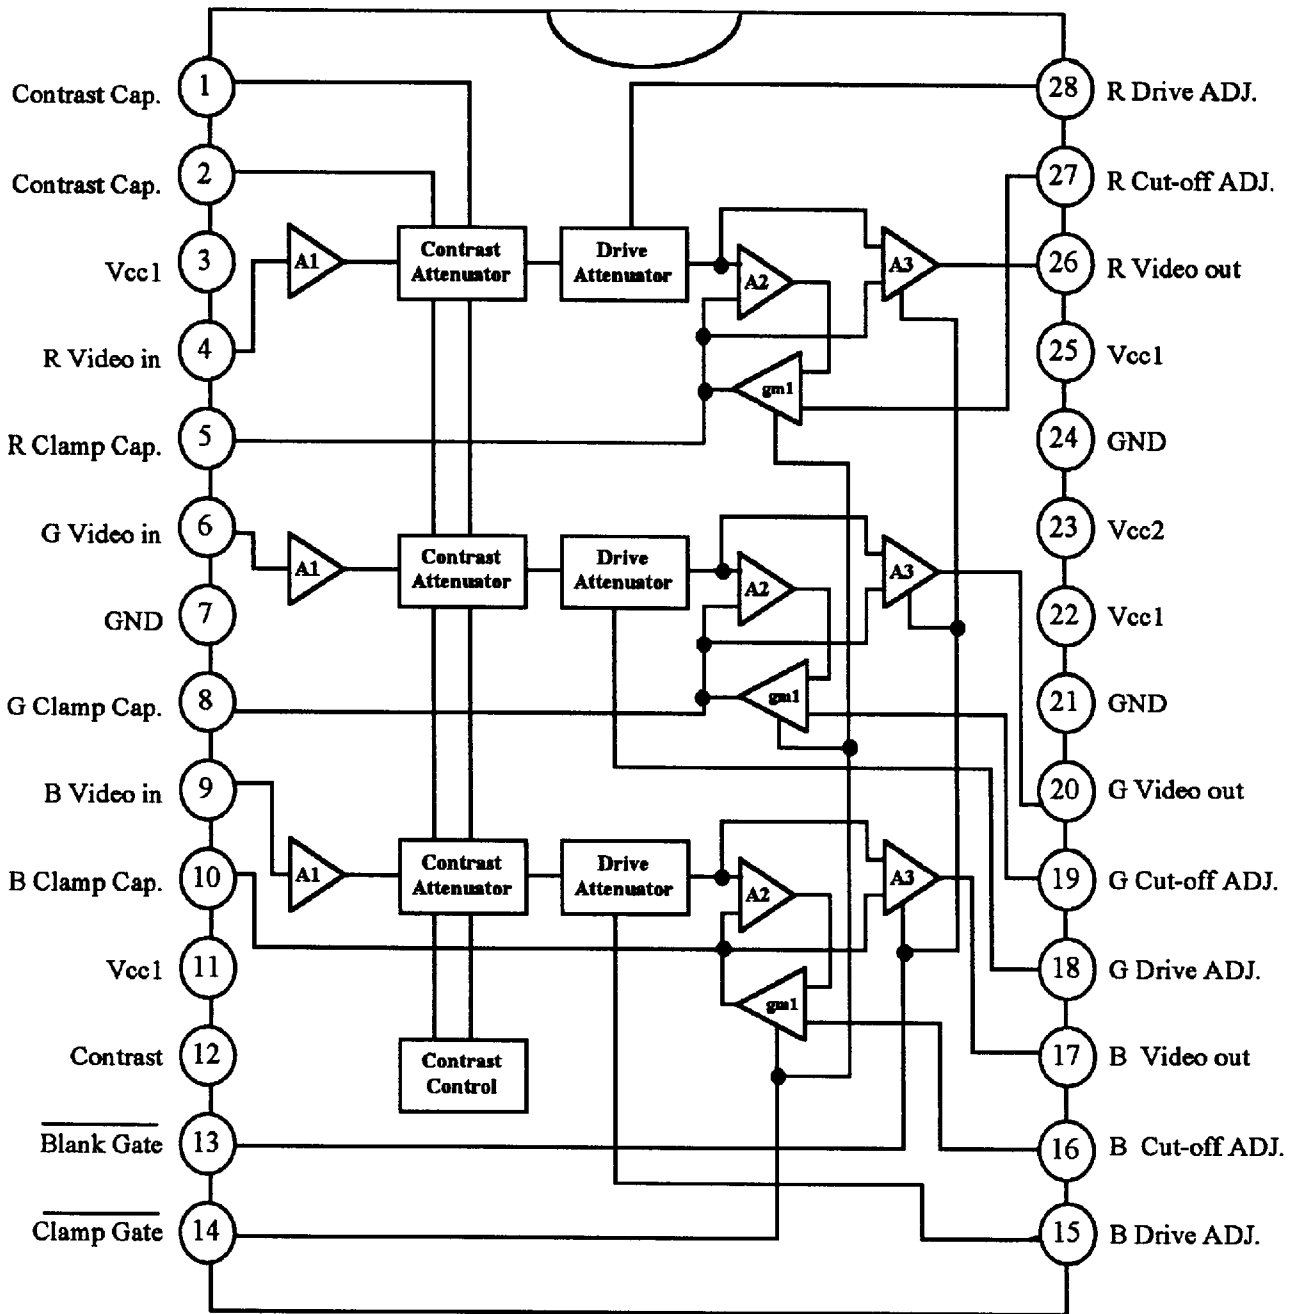 Contrast Cap.
1
28
R Drive ADJ.
Contrast Cap.
2
27
R Cut-off ADJ.
Vcc1
3
A1
Contrast
Attenuator
Drive
Attenuator
A2
A3
26
R Video out
R Video in
4
25
Vcc1
gm1
R Clamp Cap.
5
24
GND
G Video in
6
23
Vcc2
A1
Contrast
Attenuator
Drive
Attenuator
A2
A3
GND
7
22
Vcc1
gm1
G Clamp Cap.
8
21
GND
B Video in
9
20
G Video out
B Clamp Cap.
10
A1
Contrast
Attenuator
Drive
Attenuator
A2
A3
19
G Cut-off ADJ.
Vcc1
11
18
G Drive ADJ.
gm1
Contrast
12
Contrast
Control
17
B Video out
Blank Gate
13
16
B Cut-off ADJ.
Clamp Gate
14
15
B Drive ADJ.